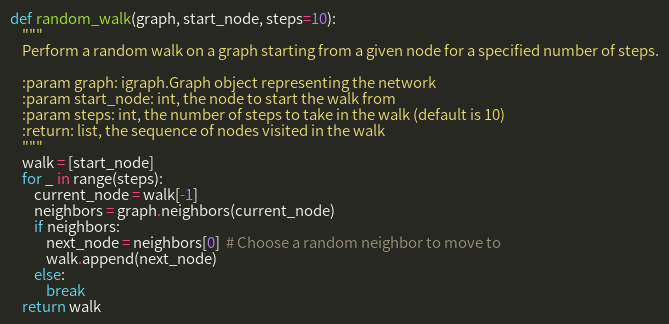 def random_walk(graph, start_node, steps=10):
    """
    Perform a random walk on a graph starting from a given node for a specified number of steps.

    :param graph: igraph.Graph object representing the network
    :param start_node: int, the node to start the walk from
    :param steps: int, the number of steps to take in the walk (default is 10)
    :return: list, the sequence of nodes visited in the walk
    """
    walk = [start_node]
    for _ in range(steps):
        current_node = walk[-1]
        neighbors = graph.neighbors(current_node)
        if neighbors:
            next_node = neighbors[0]  # Choose a random neighbor to move to
            walk.append(next_node)
        else:
            break
    return walk